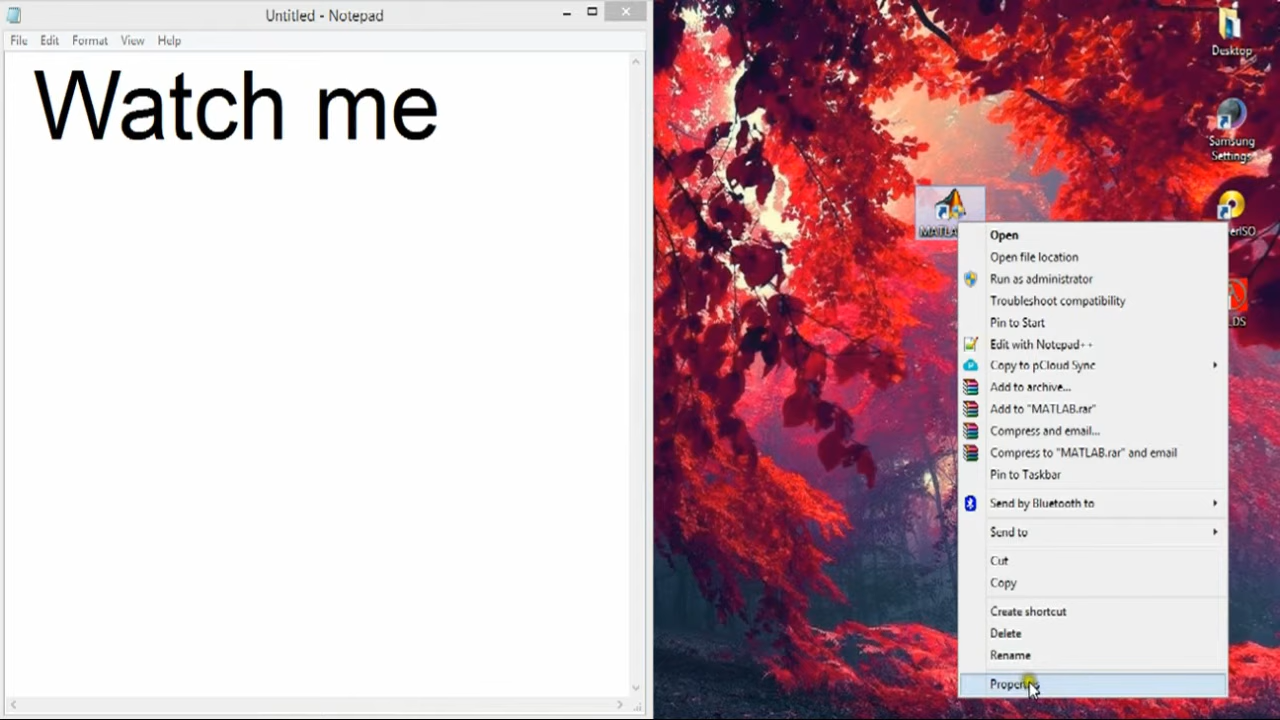 Untitled - Notepad
File Edit Format View Help
Watch me
Desktop
Samsung
Settings
Open
Open file location
Run as administrator
Troubleshoot compatibility
Pin to Start
Edit with Notepad++
Copy to pCloud Sync
Add to archive...
Add to "MATLAB.rar"
Compress and email...
Compress to "MATLAB.rar" and email
Pin to Taskbar
Send by Bluetooth to
Send to
Cut
Copy
Create shortcut
Delete
Rename